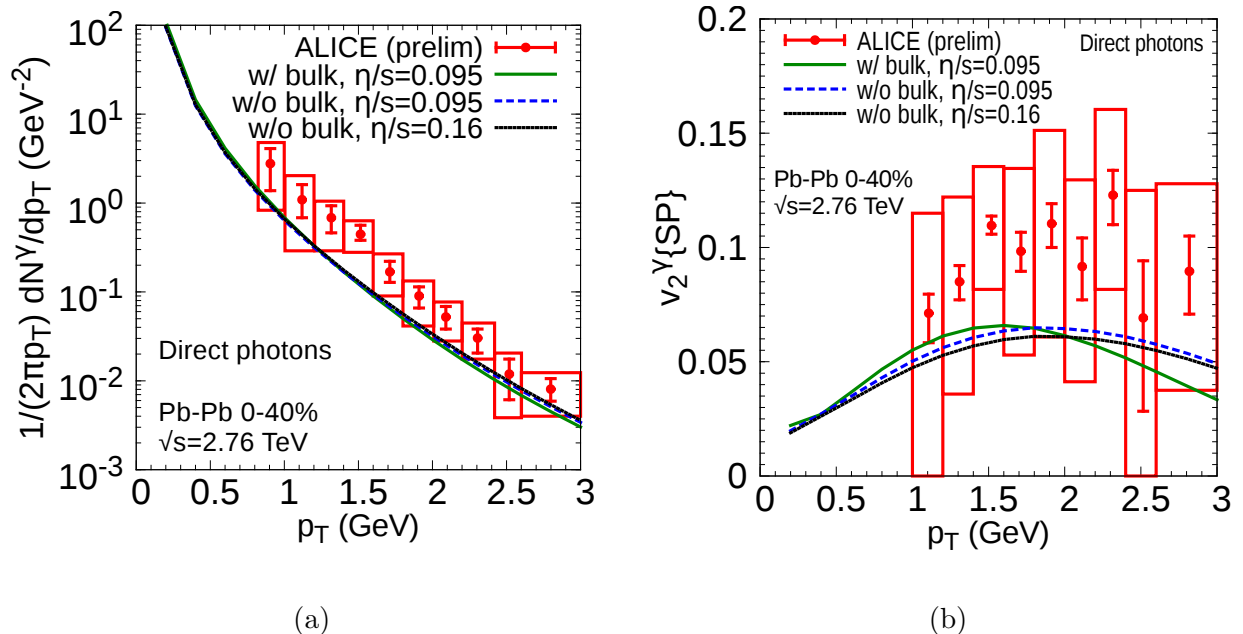 10²
10¹
10⁰
10⁻¹
10⁻²
10⁻³
1/(2πp_T) dN^γ/dp_T (GeV⁻²)
ALICE (prelim)
w/ bulk, η/s=0.095
w/o bulk, η/s=0.095
w/o bulk, η/s=0.16
Direct photons
Pb-Pb 0-40%
√s=2.76 TeV
0 0.5 1 1.5 2 2.5 3
p_T (GeV)
(a)
0.2
0.15
0.1
0.05
0
v₂^γ{SP}
ALICE (prelim)
w/ bulk, η/s=0.095
w/o bulk, η/s=0.095
w/o bulk, η/s=0.16
Direct photons
Pb-Pb 0-40%
√s=2.76 TeV
0 0.5 1 1.5 2 2.5 3
p_T (GeV)
(b)